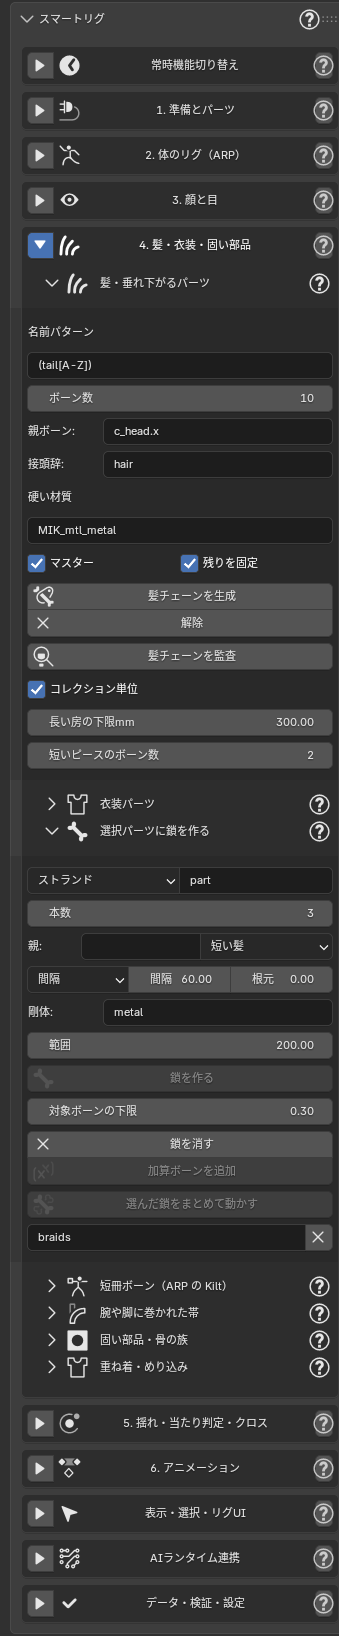 スマートリグ
常時機能切り替え
1. 準備とパーツ
2. 体のリグ（ARP）
3. 顔と目
4. 髪・衣装・固い部品
髪・垂れ下がるパーツ
名前パターン
(tail[A-Z])
ボーン数 10
親ボーン: c_head.x
接頭辞: hair
硬い材質
MIK_mtl_metal
マスター 残りを固定
髪チェーンを生成
解除
髪チェーンを監査
コレクション単位
長い房の下限mm 300.00
短いピースのボーン数 2
衣装パーツ
選択パーツに鎖を作る
ストランド part
本数 3
親: 短い髪
間隔 間隔 60.00 根元 0.00
剛体: metal
範囲 200.00
鎖を作る
対象ボーンの下限 0.30
鎖を消す
加算ボーンを追加
選んだ鎖をまとめて動かす
braids
短冊ボーン（ARP の Kilt）
腕や脚に巻かれた帯
固い部品・骨の族
重ね着・めり込み
5. 揺れ・当たり判定・クロス
6. アニメーション
表示・選択・リグUI
AIランタイム連携
データ・検証・設定